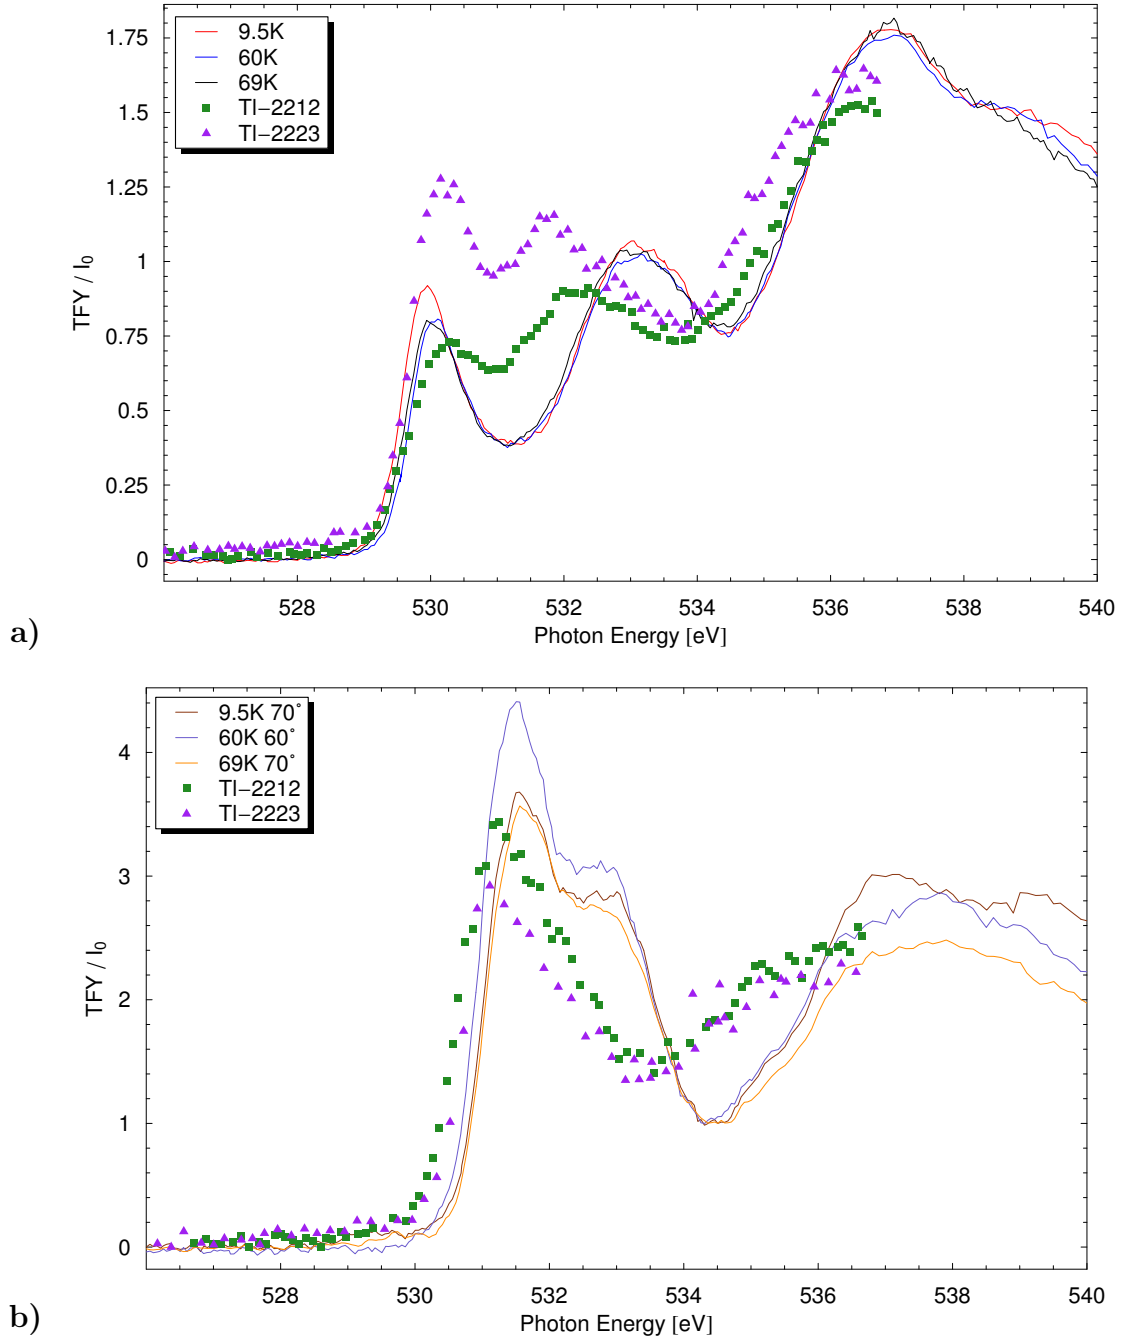 9.5K
60K
69K
Tl−2212
Tl−2223
TFY / I0
1.75
1.5
1.25
1
0.75
0.5
0.25
0
528 530 532 534 536 538 540
Photon Energy [eV]
a)
9.5K 70°
60K 60°
69K 70°
Tl−2212
Tl−2223
TFY / I0
4
3
2
1
0
528 530 532 534 536 538 540
Photon Energy [eV]
b)